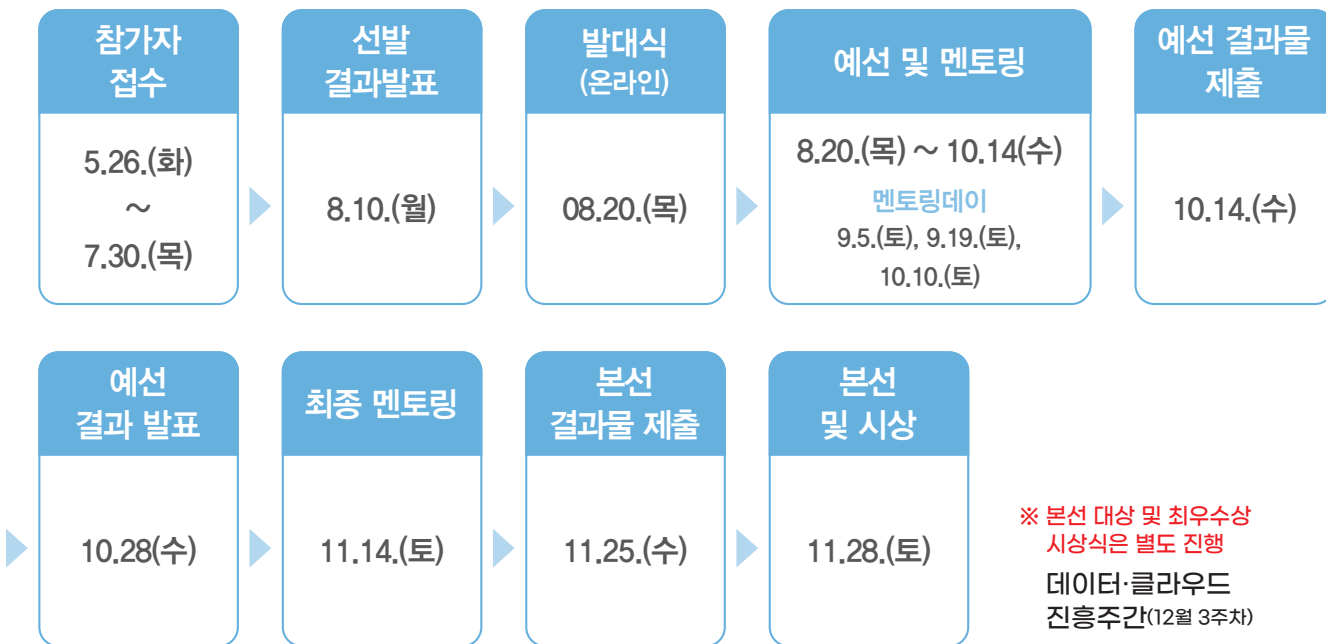 참가자
접수
5.26.(화)
~
7.30.(목)
선발
결과발표
8.10.(월)
발대식
(온라인)
08.20.(목)
예선 및 멘토링
8.20.(목) ~ 10.14(수)
멘토링데이
9.5.(토), 9.19.(토),
10.10.(토)
예선 결과물
제출
10.14.(수)
예선
결과 발표
10.28(수)
최종 멘토링
11.14.(토)
본선
결과물 제출
11.25.(수)
본선
및 시상
11.28.(토)
※ 본선 대상 및 최우수상
시상식은 별도 진행
데이터·클라우드
진흥주간(12월 3주차)